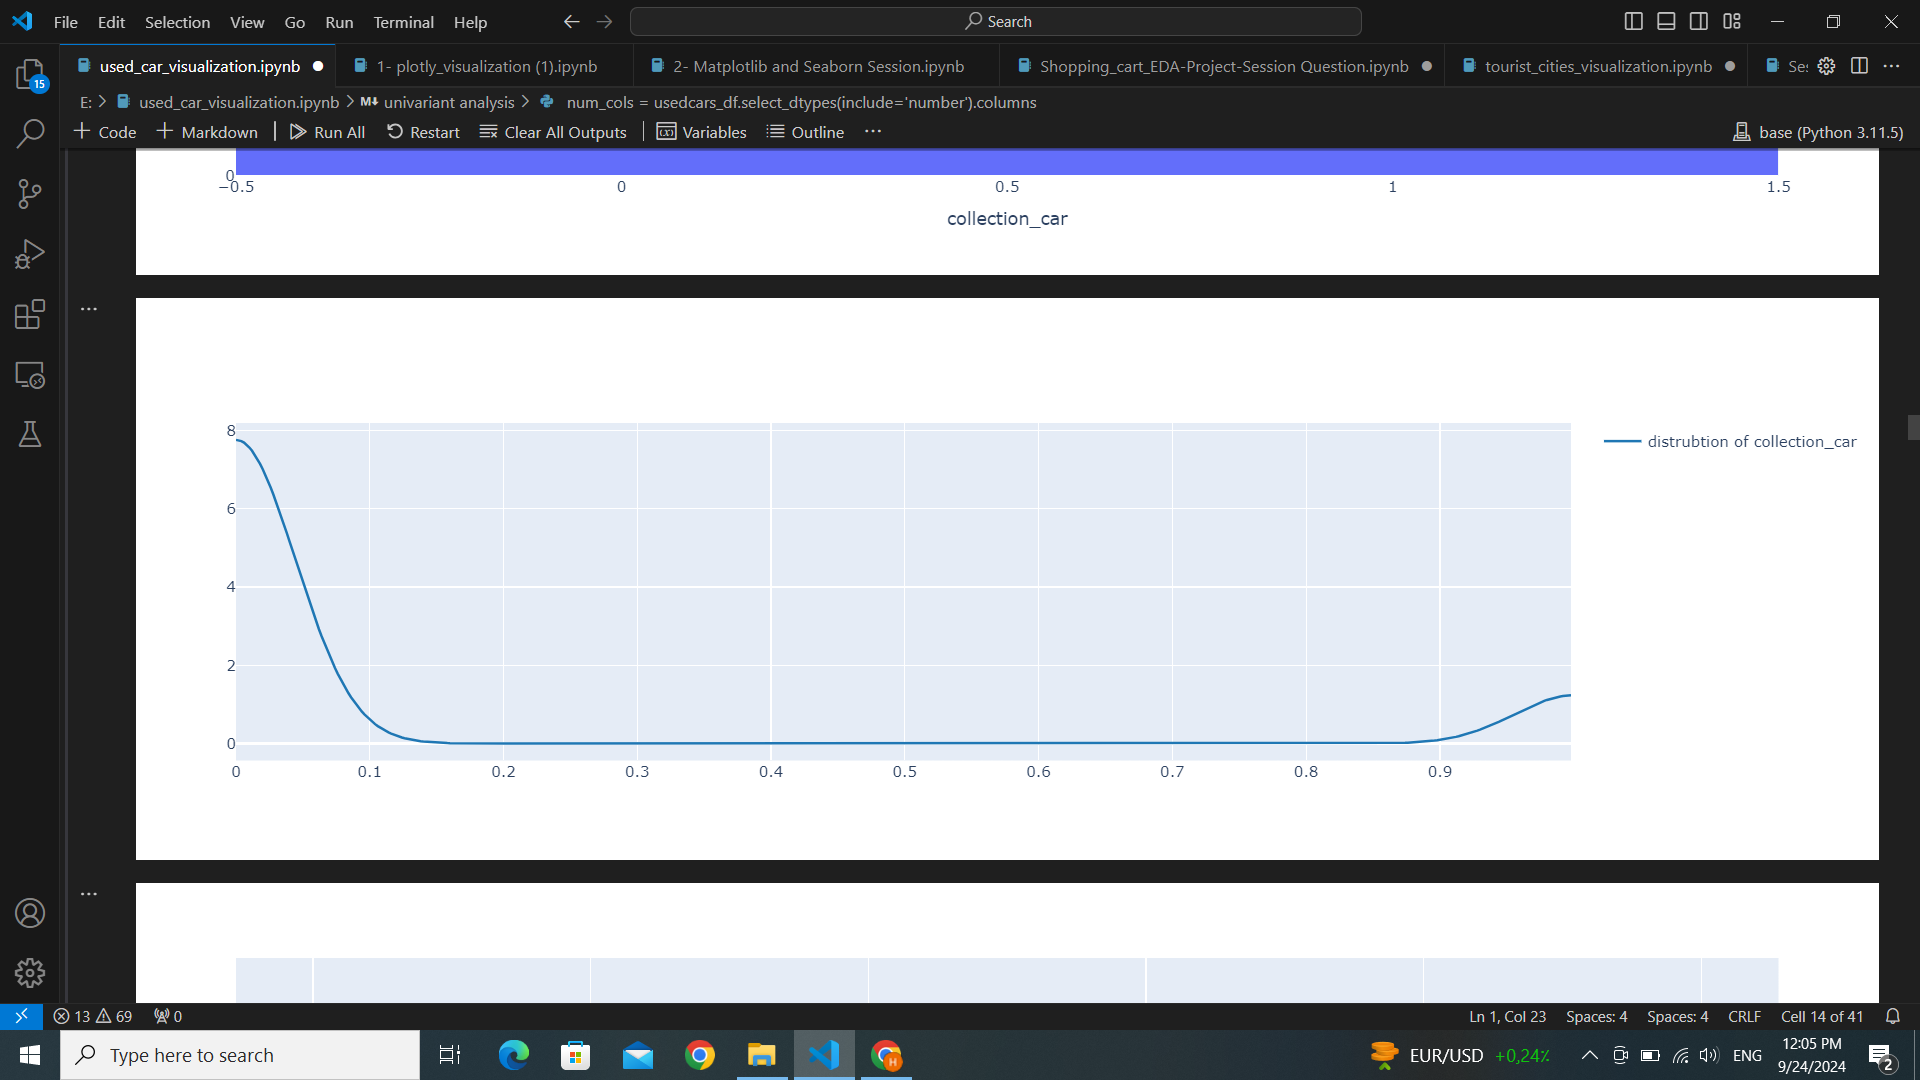 File Edit Selection View Go Run Terminal Help
Search
used_car_visualization.ipynb
1- plotly_visualization (1).ipynb
2- Matplotlib and Seaborn Session.ipynb
Shopping_cart_EDA-Project-Session Question.ipynb
tourist_cities_visualization.ipynb
15
E: > used_car_visualization.ipynb > M↓ univariant analysis > num_cols = usedcars_df.select_dtypes(include='number').columns
+ Code + Markdown | Run All Restart Clear All Outputs | Variables Outline ...
base (Python 3.11.5)
0
−0.5 0 0.5 1 1.5
collection_car
8
distrubtion of collection_car
6
4
2
0
0 0.1 0.2 0.3 0.4 0.5 0.6 0.7 0.8 0.9
13 69 0
Ln 1, Col 23 Spaces: 4 Spaces: 4 CRLF Cell 14 of 41
Type here to search
H
EUR/USD +0,24%
ENG
12:05 PM
9/24/2024
2